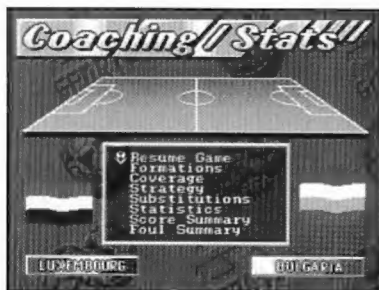 Coaching/Stats
Resume Game
Formations
Coverage
Strategy
Substitutions
Statistics
Score Summary
Foul Summary
LUXEMBOURG
BULGARIA